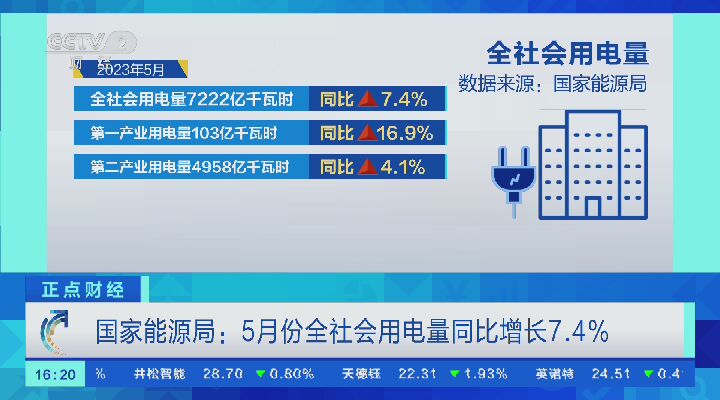 CCTV 2
财经
全社会用电量
数据来源：国家能源局
2023年5月
全社会用电量7222亿千瓦时 同比 7.4%
第一产业用电量103亿千瓦时 同比 16.9%
第二产业用电量4958亿千瓦时 同比 4.1%
正点财经
国家能源局：5月份全社会用电量同比增长7.4%
16:20 % 井松智能 28.70 ▼0.80% 天德钰 22.31 ▼1.93% 英诺特 24.51 ▼0.4